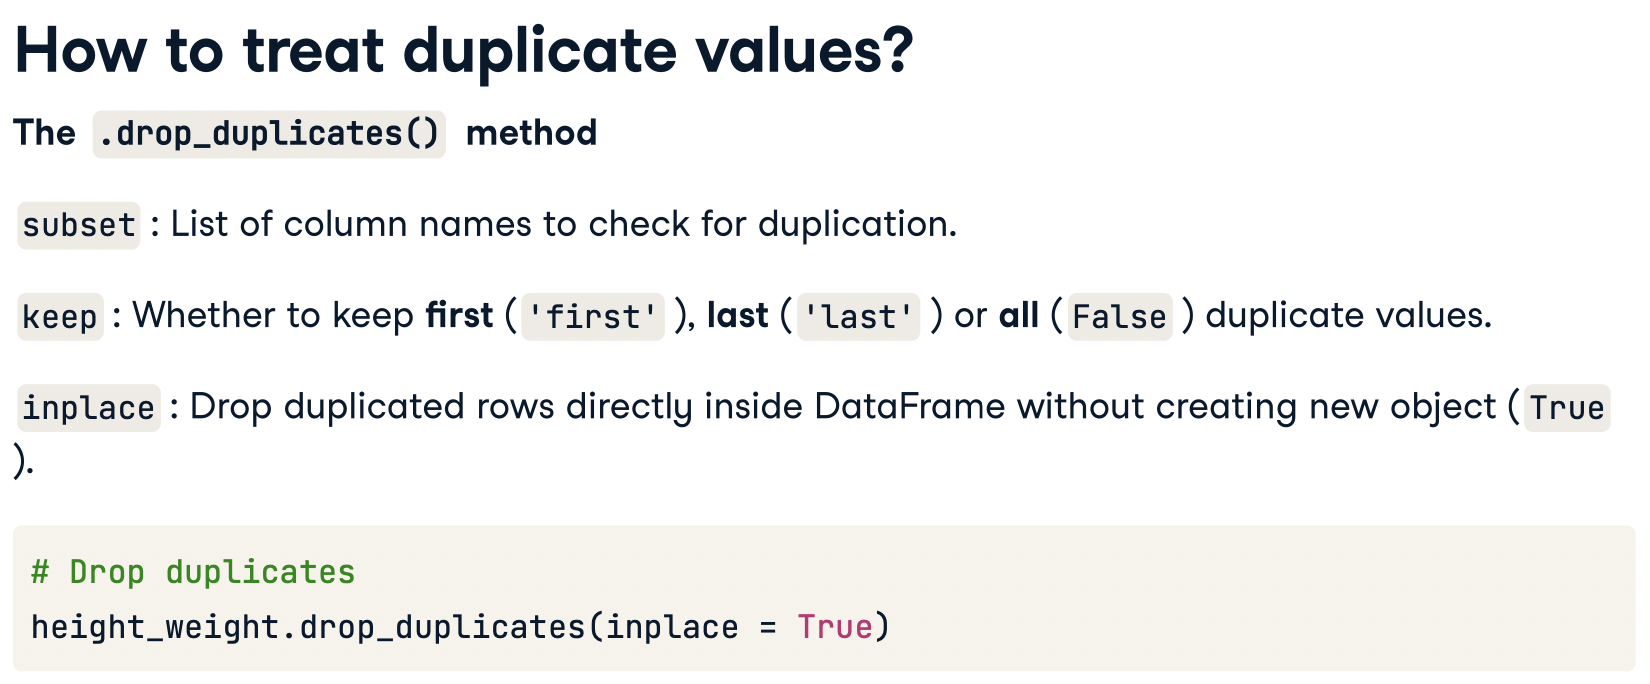 How to treat duplicate values?
The .drop_duplicates() method
subset : List of column names to check for duplication.
keep : Whether to keep first ( 'first' ), last ( 'last' ) or all ( False ) duplicate values.
inplace : Drop duplicated rows directly inside DataFrame without creating new object ( True
).
# Drop duplicates
height_weight.drop_duplicates(inplace = True)